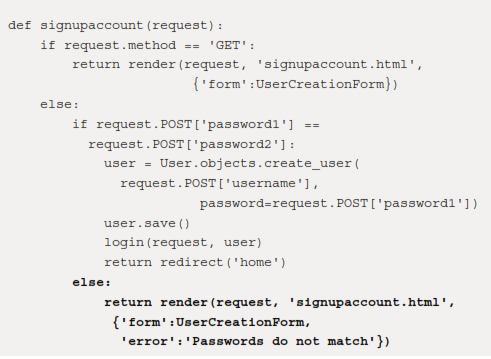 def signupaccount(request):
    if request.method == 'GET':
        return render(request, 'signupaccount.html',
                       {'form':UserCreationForm})
    else:
        if request.POST['password1'] ==
          request.POST['password2']:
            user = User.objects.create_user(
              request.POST['username'],
                        password=request.POST['password1'])
            user.save()
            login(request, user)
            return redirect('home')
        else:
            return render(request, 'signupaccount.html',
             {'form':UserCreationForm,
              'error':'Passwords do not match'})